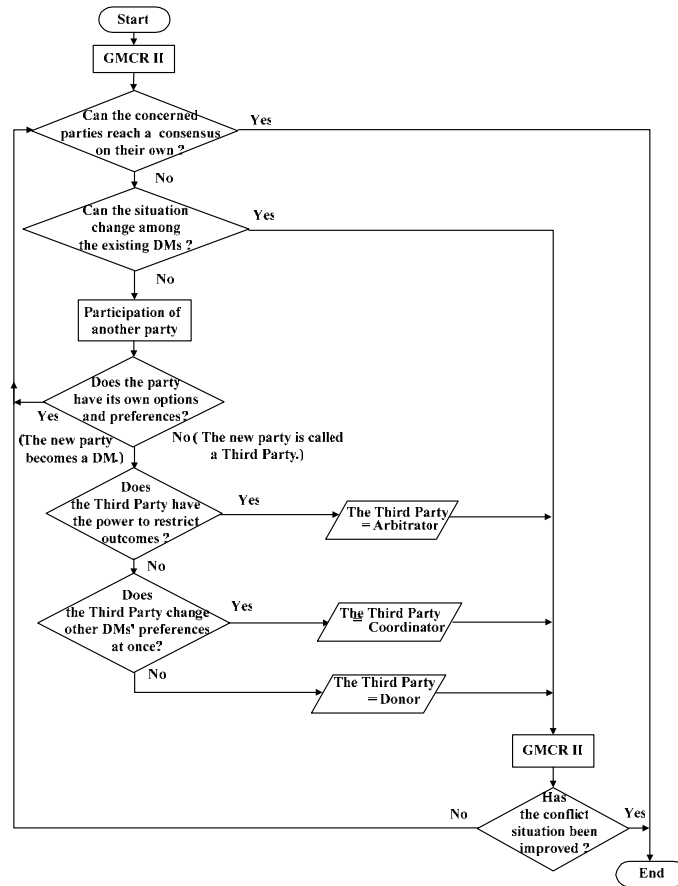 Start
GMCR II
Can the concerned
parties reach a consensus
on their own ?
Yes
No
Can the situation
change among
the existing DMs ?
Yes
No
Participation of
another party
Does the party
have its own options
and preferences?
Yes
(The new party
becomes a DM.)
No ( The new party is called
a Third Party.)
Does
the Third Party have
the power to restrict
outcomes ?
Yes
The Third Party
= Arbitrator
No
Does
the Third Party change
other DMs' preferences
at once?
Yes
The Third Party
= Coordinator
No
The Third Party
= Donor
GMCR II
Has
the conflict
situation been
improved ?
No
Yes
End